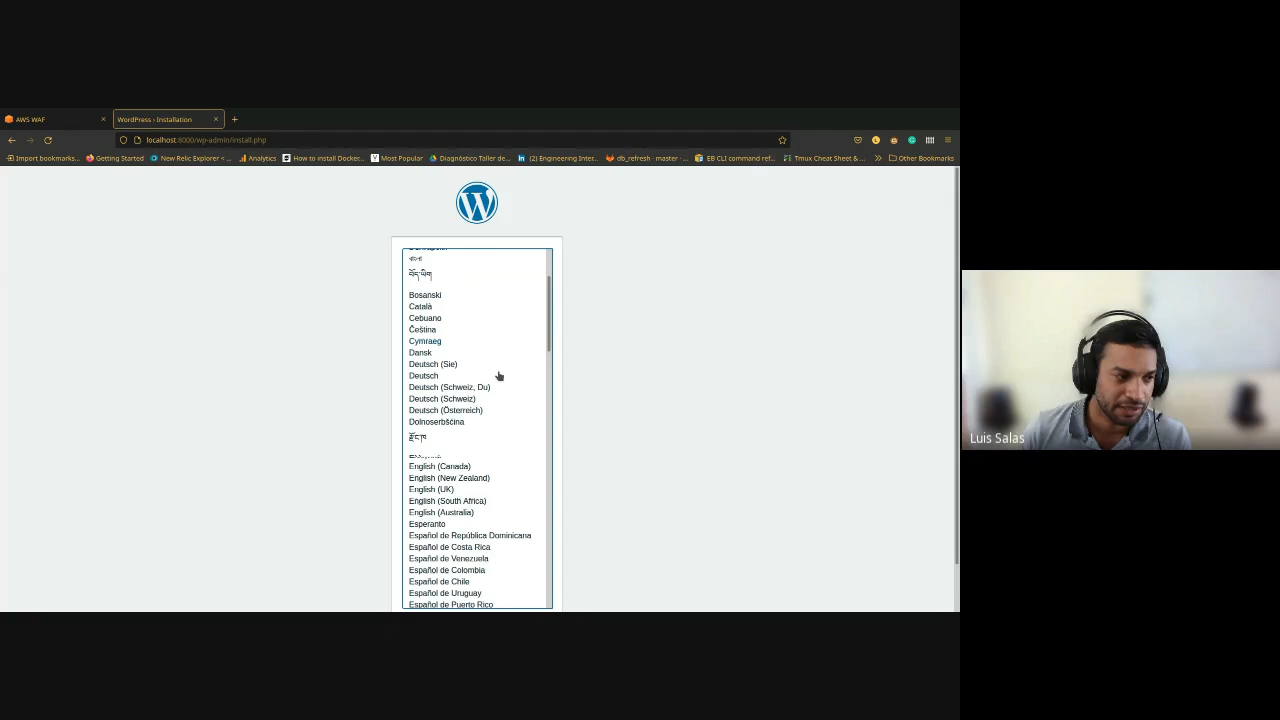 AWS WAF
WordPress › Installation
localhost:8000/wp-admin/install.php
Import bookmarks...
Getting Started
New Relic Explorer < ...
Analytics
How to install Docker...
Most Popular
Diagnóstico Taller de...
(2) Engineering Inter...
db_refresh · master · ...
EB CLI command ref...
Tmux Cheat Sheet & ...
Other Bookmarks
བོད་ཡིག
Bosanski
Català
Cebuano
Čeština
Cymraeg
Dansk
Deutsch (Sie)
Deutsch
Deutsch (Schweiz, Du)
Deutsch (Schweiz)
Deutsch (Österreich)
Dolnoserbšćina
རྫོང་ཁ
English (Canada)
English (New Zealand)
English (UK)
English (South Africa)
English (Australia)
Esperanto
Español de República Dominicana
Español de Costa Rica
Español de Venezuela
Español de Colombia
Español de Chile
Español de Uruguay
Español de Puerto Rico
Luis Salas